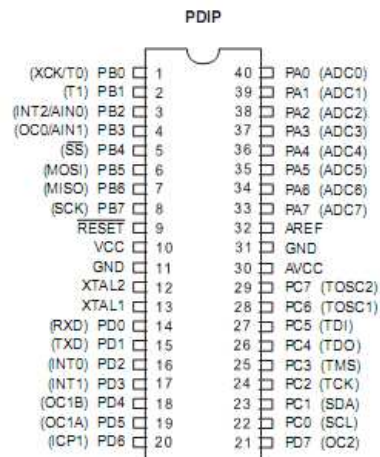 PDIP
(XCK/T0) PB0 1 40 PA0 (ADC0)
(T1) PB1 2 39 PA1 (ADC1)
(INT2/AIN0) PB2 3 38 PA2 (ADC2)
(OC0/AIN1) PB3 4 37 PA3 (ADC3)
(SS) PB4 5 36 PA4 (ADC4)
(MOSI) PB5 6 35 PA5 (ADC5)
(MISO) PB6 7 34 PA6 (ADC6)
(SCK) PB7 8 33 PA7 (ADC7)
RESET 9 32 AREF
VCC 10 31 GND
GND 11 30 AVCC
XTAL2 12 29 PC7 (TOSC2)
XTAL1 13 28 PC6 (TOSC1)
(RXD) PD0 14 27 PC5 (TDI)
(TXD) PD1 15 26 PC4 (TDO)
(INT0) PD2 16 25 PC3 (TMS)
(INT1) PD3 17 24 PC2 (TCK)
(OC1B) PD4 18 23 PC1 (SDA)
(OC1A) PD5 19 22 PC0 (SCL)
(ICP1) PD6 20 21 PD7 (OC2)